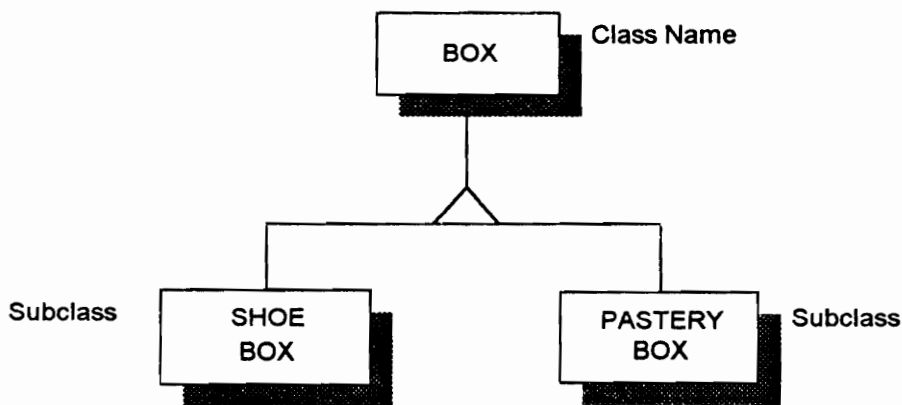 BOX
Class Name
Subclass
SHOE
BOX
PASTERY
BOX
Subclass